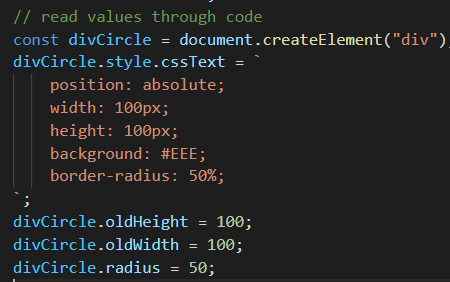 // read values through code
const divCircle = document.createElement("div")
divCircle.style.cssText = `
position: absolute;
width: 100px;
height: 100px;
background: #EEE;
border-radius: 50%;
`;
divCircle.oldHeight = 100;
divCircle.oldWidth = 100;
divCircle.radius = 50;